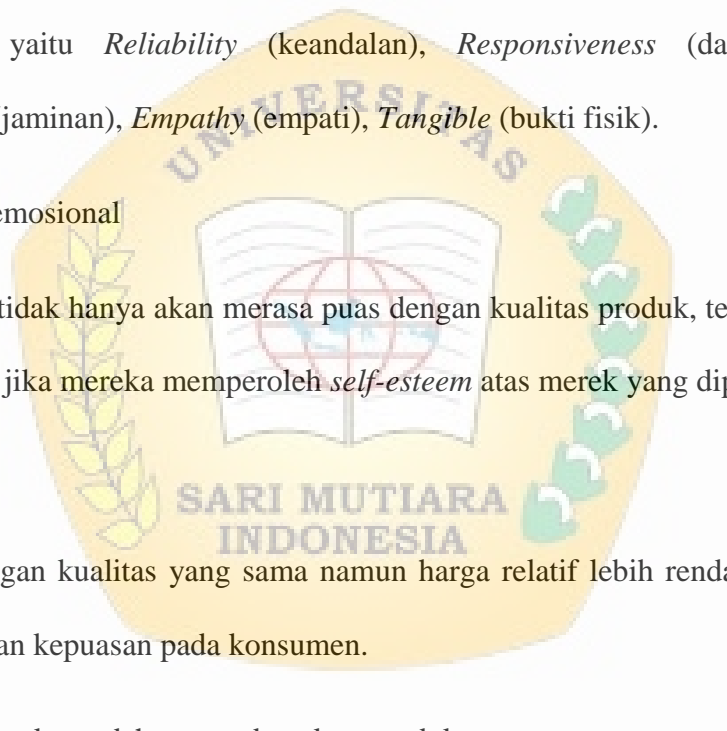 yaitu Reliability (keandalan), Responsiveness (da
jaminan), Empathy (empati), Tangible (bukti fisik).
UNIVERSITAS
emosional
tidak hanya akan merasa puas dengan kualitas produk, te
jika mereka memperoleh self-esteem atas merek yang dip
SARI MUTIARA
INDONESIA
gan kualitas yang sama namun harga relatif lebih renda
an kepuasan pada konsumen.